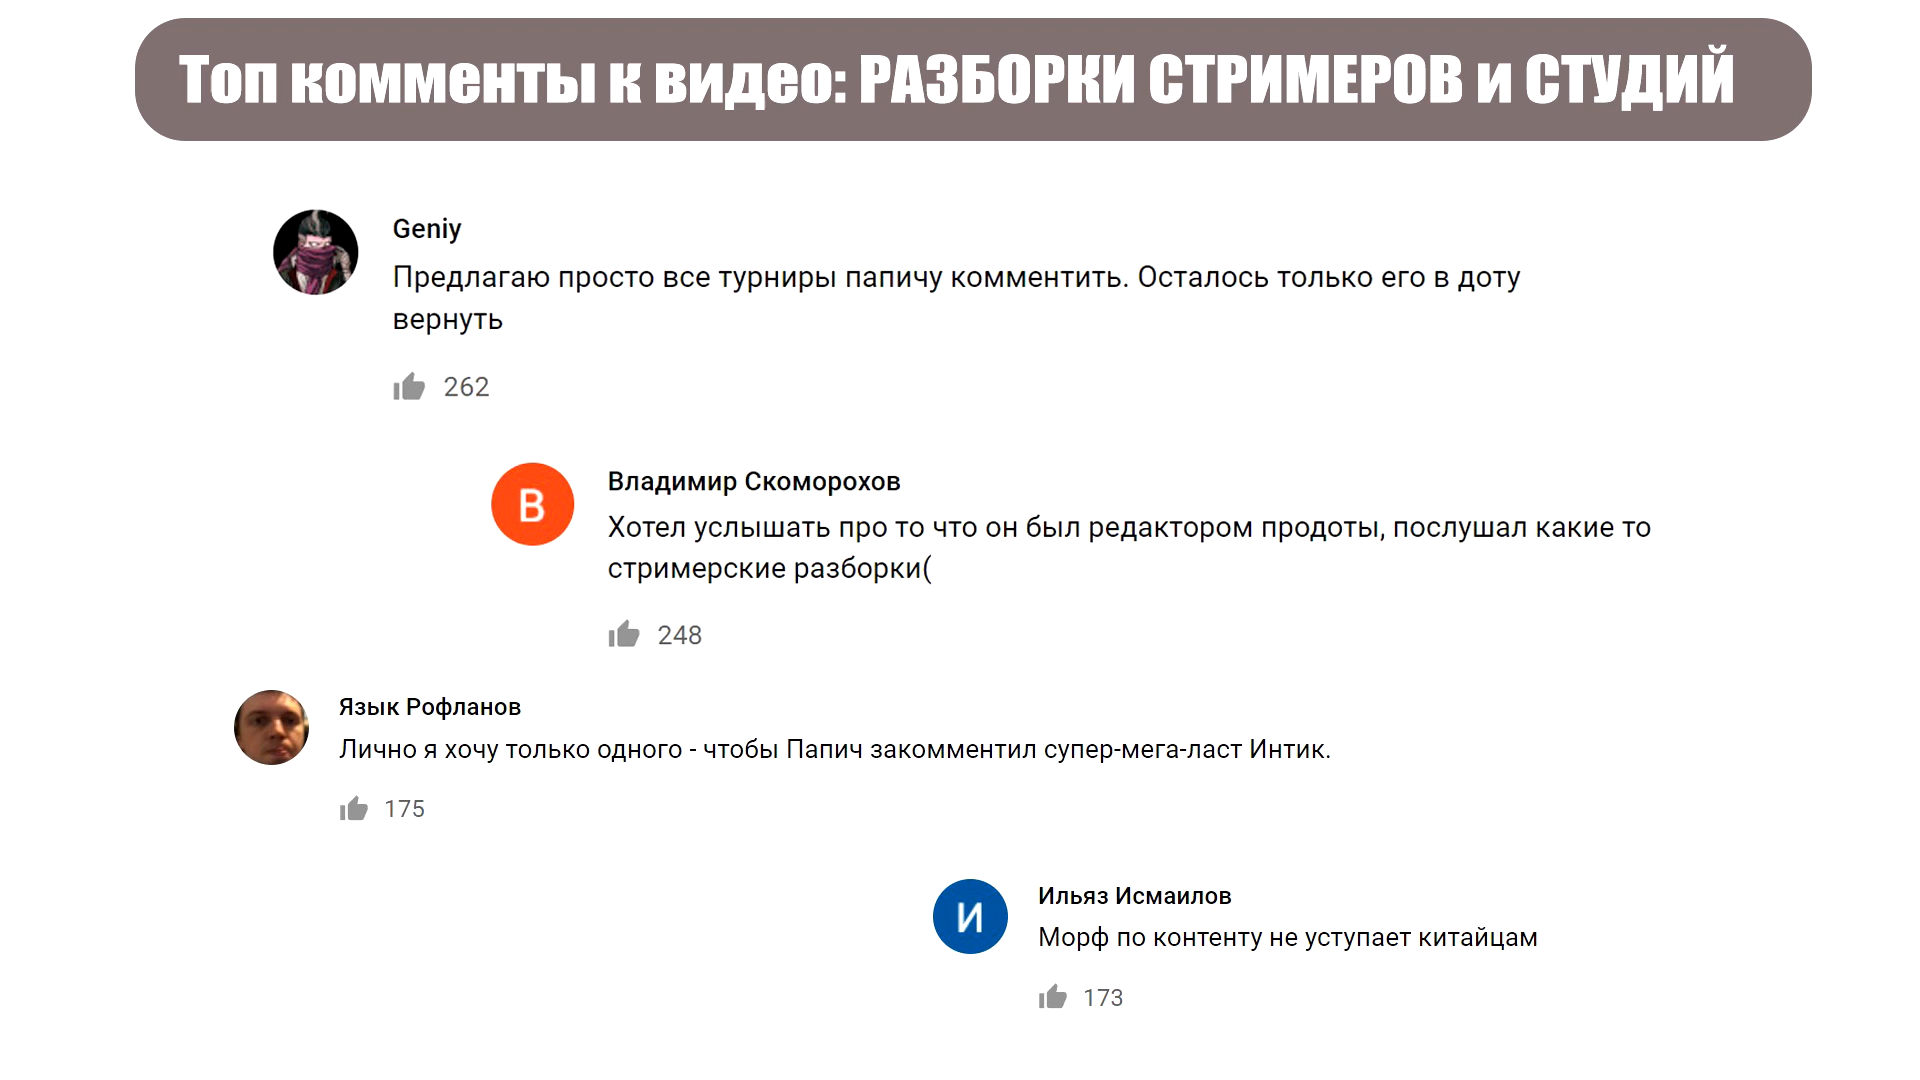 Топ комменты к видео: РАЗБОРКИ СТРИМЕРОВ и СТУДИЙ
Geniy
Предлагаю просто все турниры папичу комментить. Осталось только его в доту
вернуть
262
В
Владимир Скоморохов
Хотел услышать про то что он был редактором продоты, послушал какие то
стримерские разборки(
248
Язык Рофланов
Лично я хочу только одного - чтобы Папич закомментил супер-мега-ласт Интик.
175
И
Ильяз Исмаилов
Морф по контенту не уступает китайцам
173